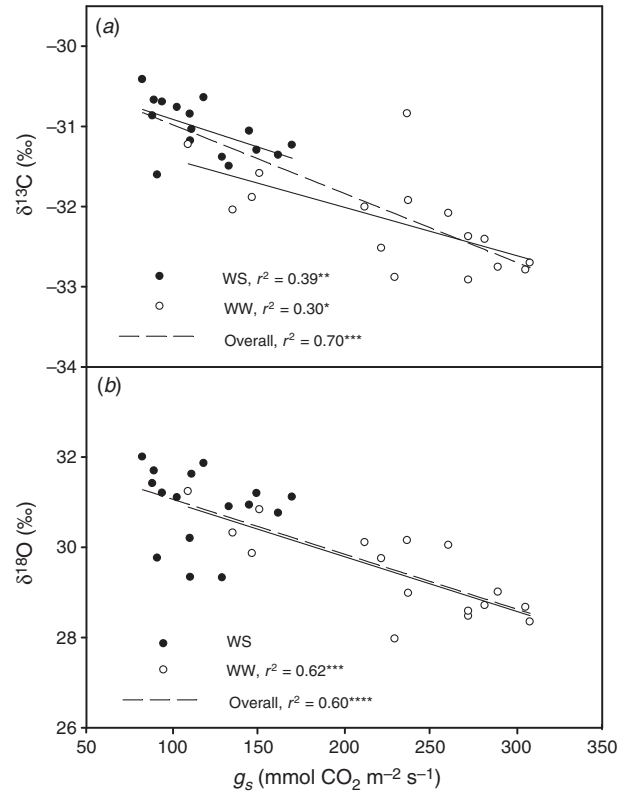 (a)
–30
–31
–32
–33
–34
δ13C (‰)
WS, r2 = 0.39**
WW, r2 = 0.30*
Overall, r2 = 0.70***
(b)
32
30
28
26
δ18O (‰)
WS
WW, r2 = 0.62***
Overall, r2 = 0.60****
50 100 150 200 250 300 350
gs (mmol CO2 m–2 s–1)